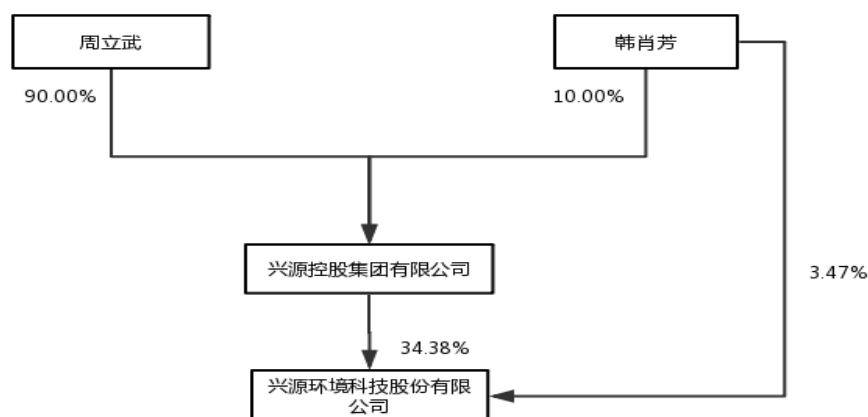 周立武
韩肖芳
90.00%
10.00%
兴源控股集团有限公司
3.47%
34.38%
兴源环境科技股份有限
公司